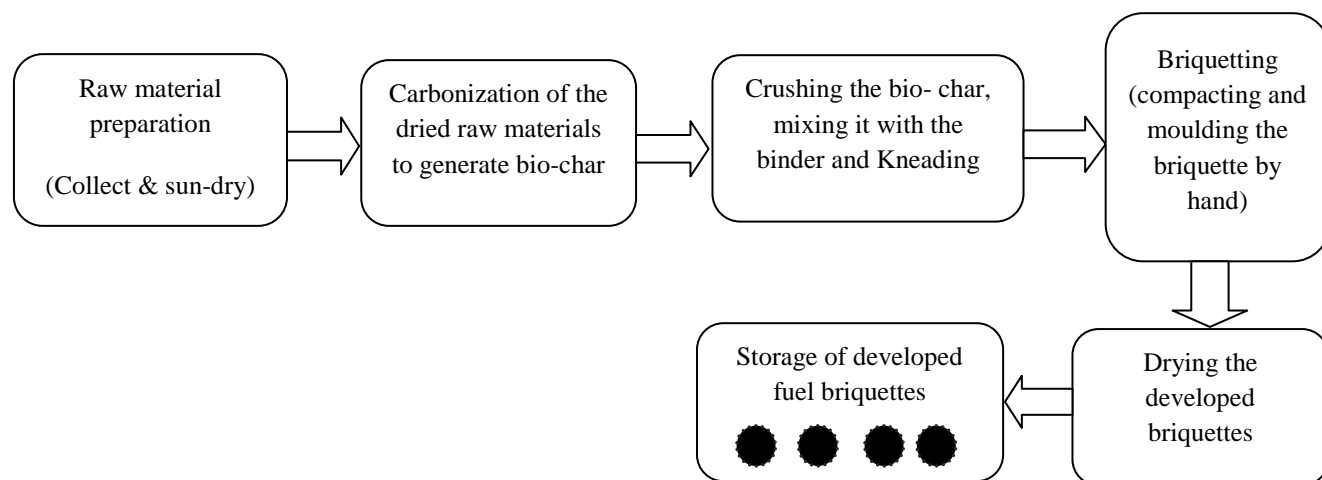 Raw material
preparation
(Collect & sun-dry)
Carbonization of the
dried raw materials
to generate bio-char
Crushing the bio- char,
mixing it with the
binder and Kneading
Briquetting
(compacting and
moulding the
briquette by
hand)
Drying the
developed
briquettes
Storage of developed
fuel briquettes